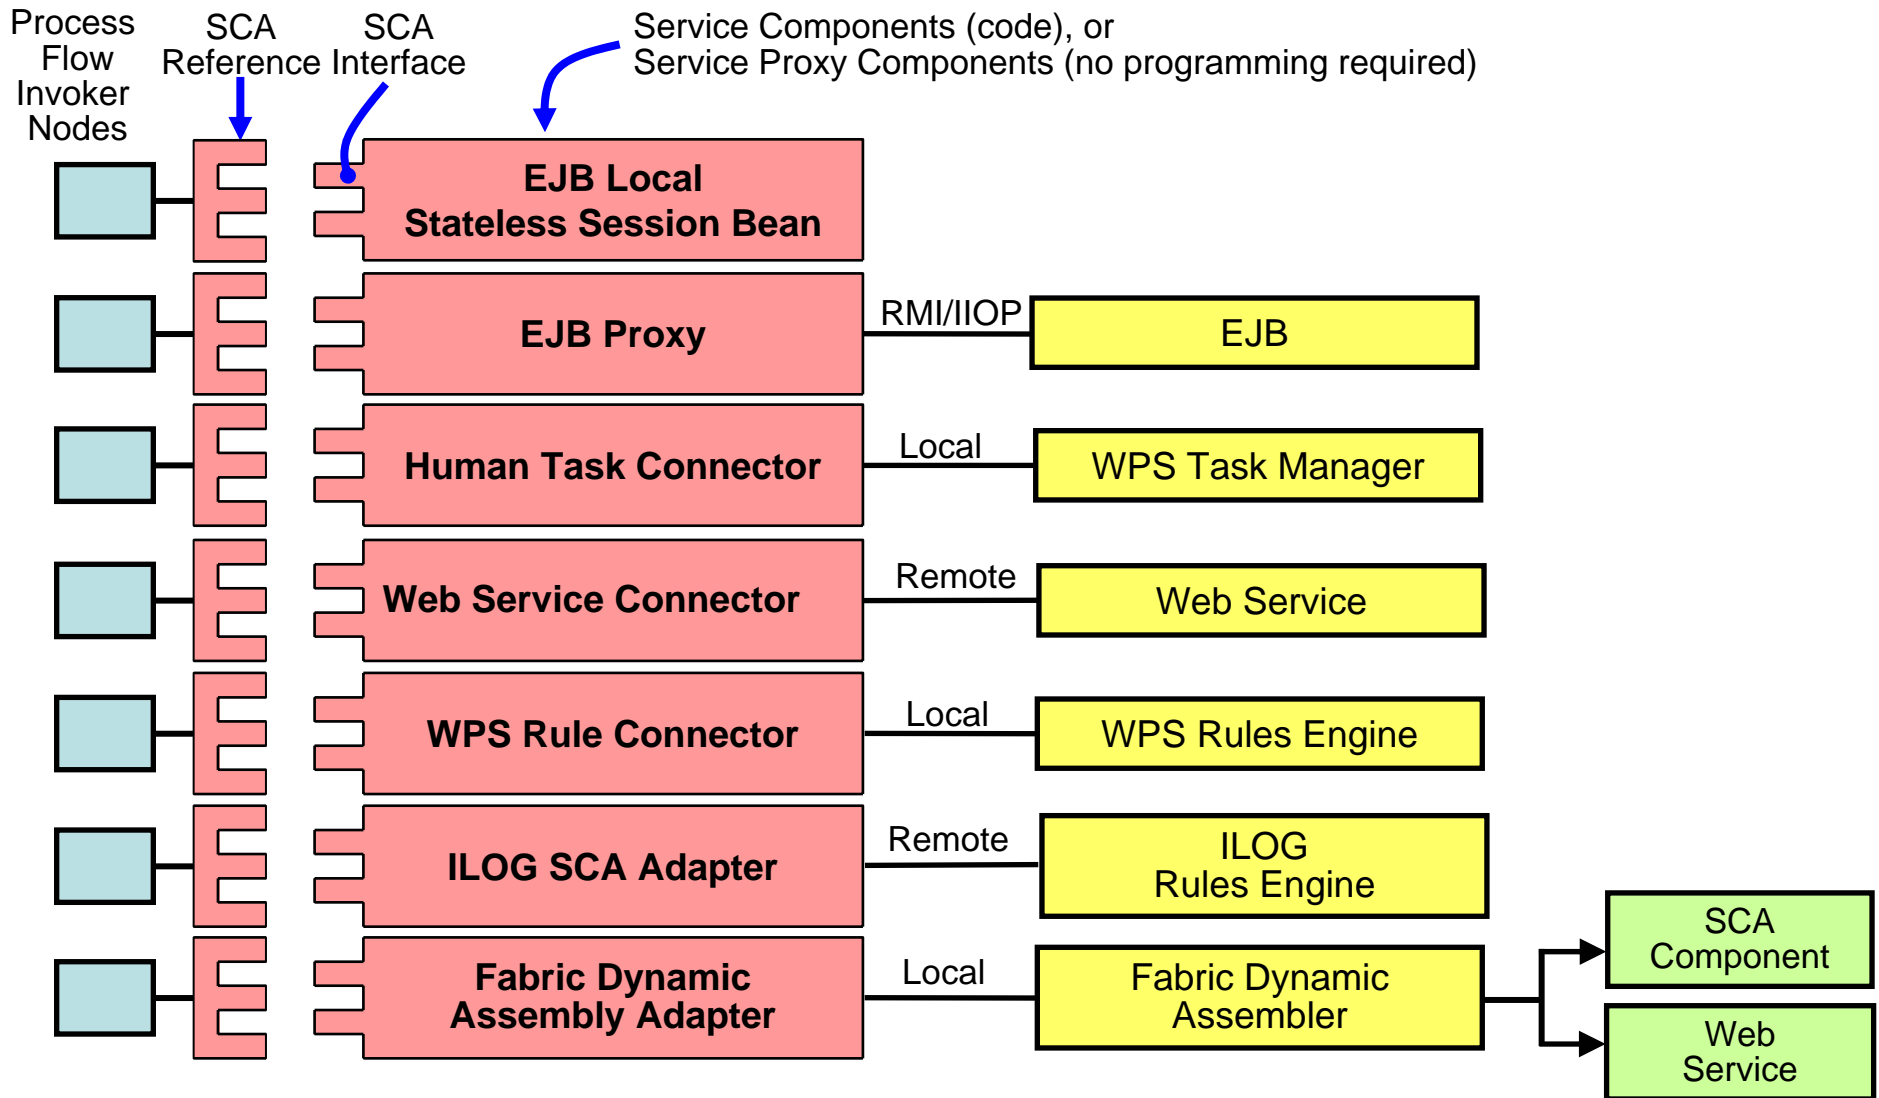 Process
Flow
Invoker
Nodes
SCA
Reference
SCA
Interface
Service Components (code), or
Service Proxy Components (no programming required)
EJB Local
Stateless Session Bean
EJB Proxy
RMI/IIOP
EJB
Human Task Connector
Local
WPS Task Manager
Web Service Connector
Remote
Web Service
WPS Rule Connector
Local
WPS Rules Engine
ILOG SCA Adapter
Remote
ILOG
Rules Engine
Fabric Dynamic
Assembly Adapter
Local
Fabric Dynamic
Assembler
SCA
Component
Web
Service